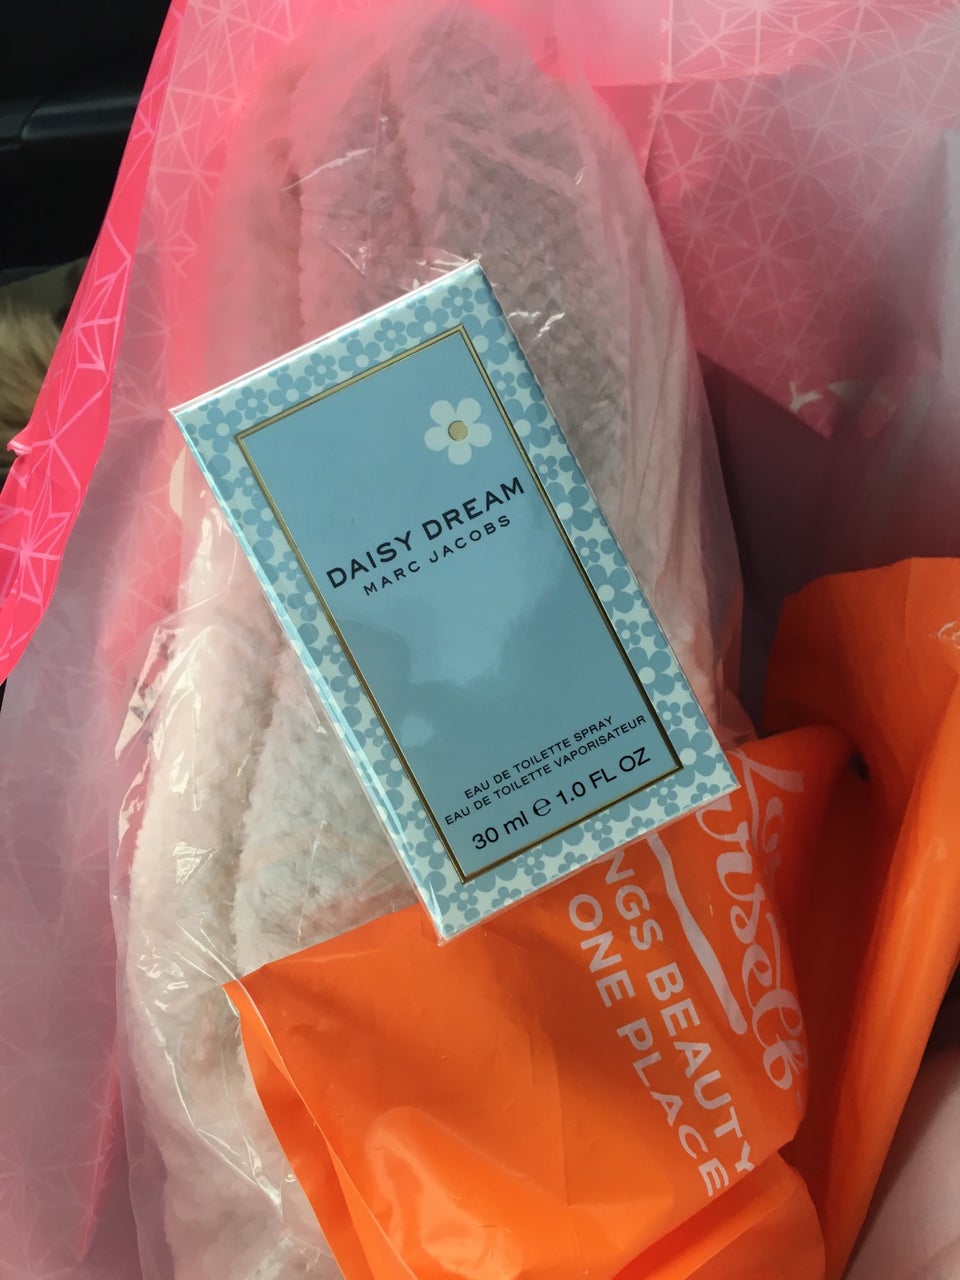 DAISY DREAM
MARC JACOBS
EAU DE TOILETTE SPRAY
EAU DE TOILETTE VAPORISATEUR
30 ml ℮ 1.0 FL OZ
NGS BEAUTY
ONE PLACE